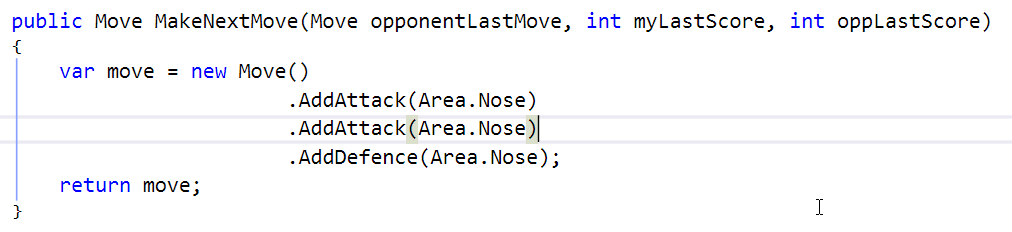 public Move MakeNextMove(Move opponentLastMove, int myLastScore, int oppLastScore)
{
    var move = new Move()
                       .AddAttack(Area.Nose)
                       .AddAttack(Area.Nose)
                       .AddDefence(Area.Nose);
    return move;
}